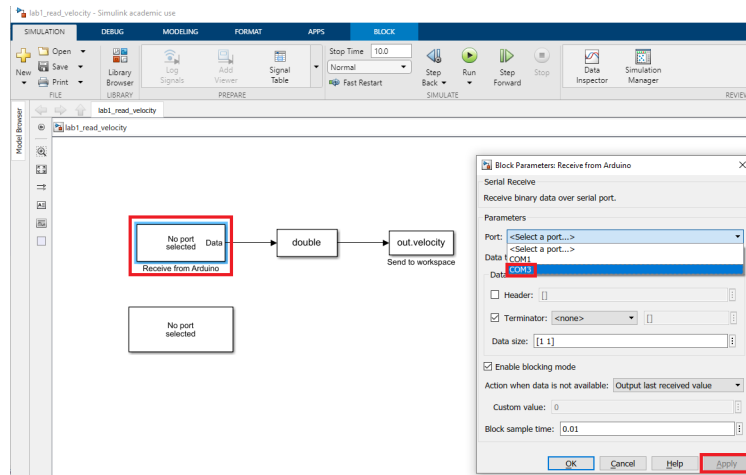 lab1_read_velocity - Simulink academic use
SIMULATION DEBUG MODELING FORMAT APPS BLOCK
New
Open
Save
Print
FILE
Library
Browser
LIBRARY
Log
Signals
Add
Viewer
Signal
Table
PREPARE
Stop Time 10.0
Normal
Fast Restart
Step
Back
Run
Step
Forward
Stop
SIMULATE
Data
Inspector
Simulation
Manager
REVIEW
Model Browser
lab1_read_velocity
lab1_read_velocity
No port
selected
Data
Receive from Arduino
double
out.velocity
Send to workspace
No port
selected
Block Parameters: Receive from Arduino
Serial Receive
Receive binary data over serial port.
Parameters
Port: <Select a port...>
<Select a port...>
Data t
COM1
Data
COM3
Header: []
Terminator: <none> []
Data size: [1 1]
Enable blocking mode
Action when data is not available: Output last received value
Custom value: 0
Block sample time: 0.01
OK Cancel Help Apply